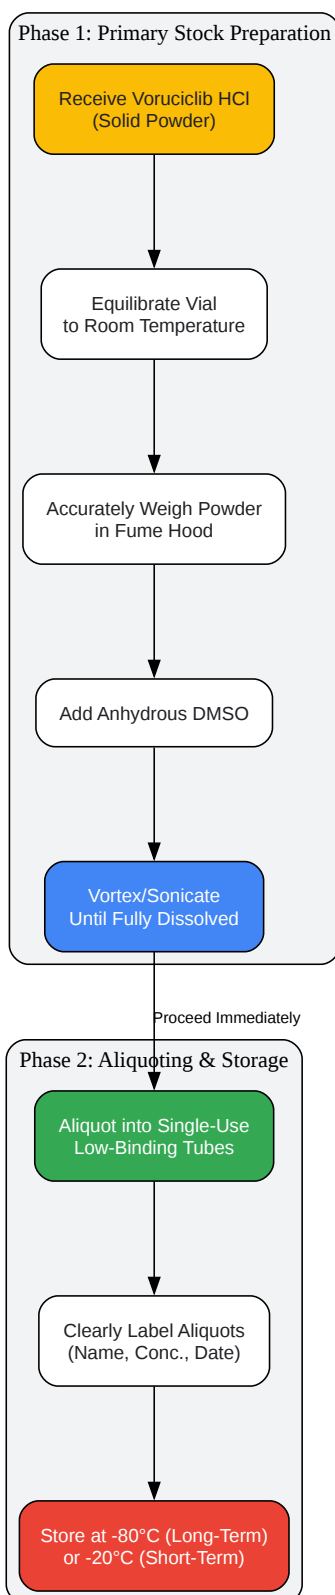 Phase 1: Primary Stock Preparation
Receive Voruciclib HCl
(Solid Powder)
Equilibrate Vial
to Room Temperature
Accurately Weigh Powder
in Fume Hood
Add Anhydrous DMSO
Vortex/Sonicate
Until Fully Dissolved
Proceed Immediately
Phase 2: Aliquoting & Storage
Aliquot into Single-Use
Low-Binding Tubes
Clearly Label Aliquots
(Name, Conc., Date)
Store at -80°C (Long-Term)
or -20°C (Short-Term)